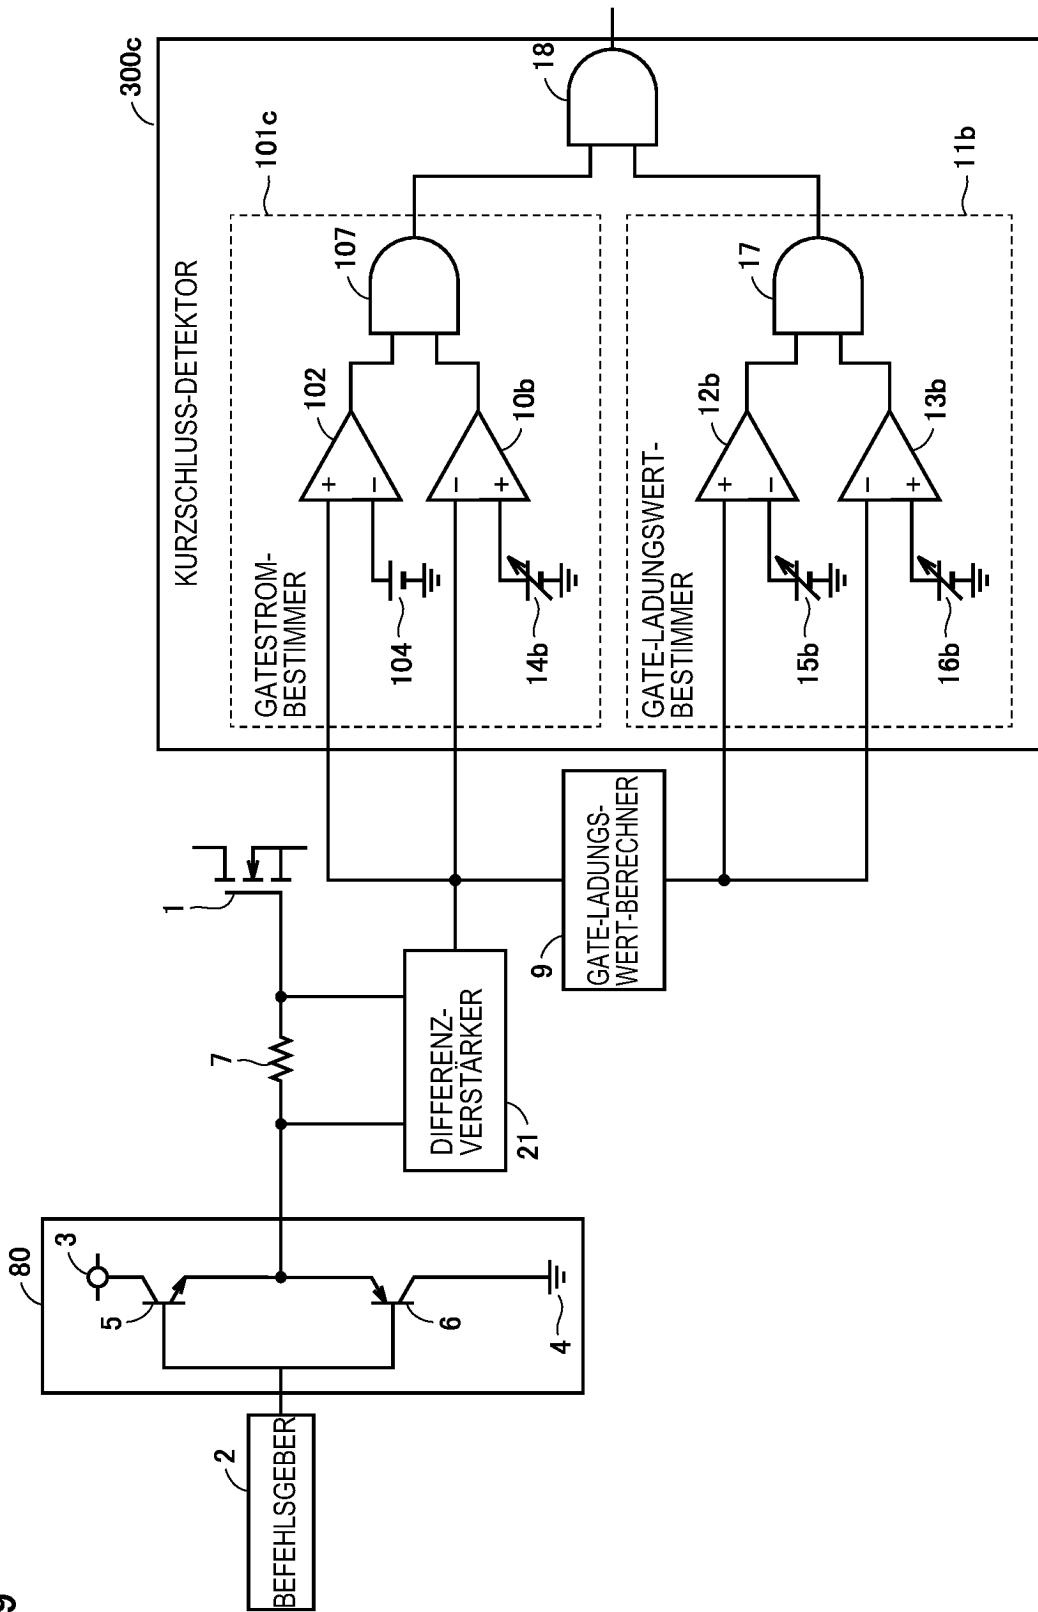 9
300c
KURZSCHLUSS-DETEKTOR
101c
GATESTROM-
BESTIMMER
102
+
−
104
107
10b
−
+
14b
18
11b
GATE-LADUNGSWERT-
BESTIMMER
12b
+
−
15b
17
13b
−
+
16b
1
7
DIFFERENZ-
VERSTÄRKER
21
9
GATE-LADUNGS-
WERT-BERECHNER
80
3
5
6
4
2
BEFEHLSGEBER